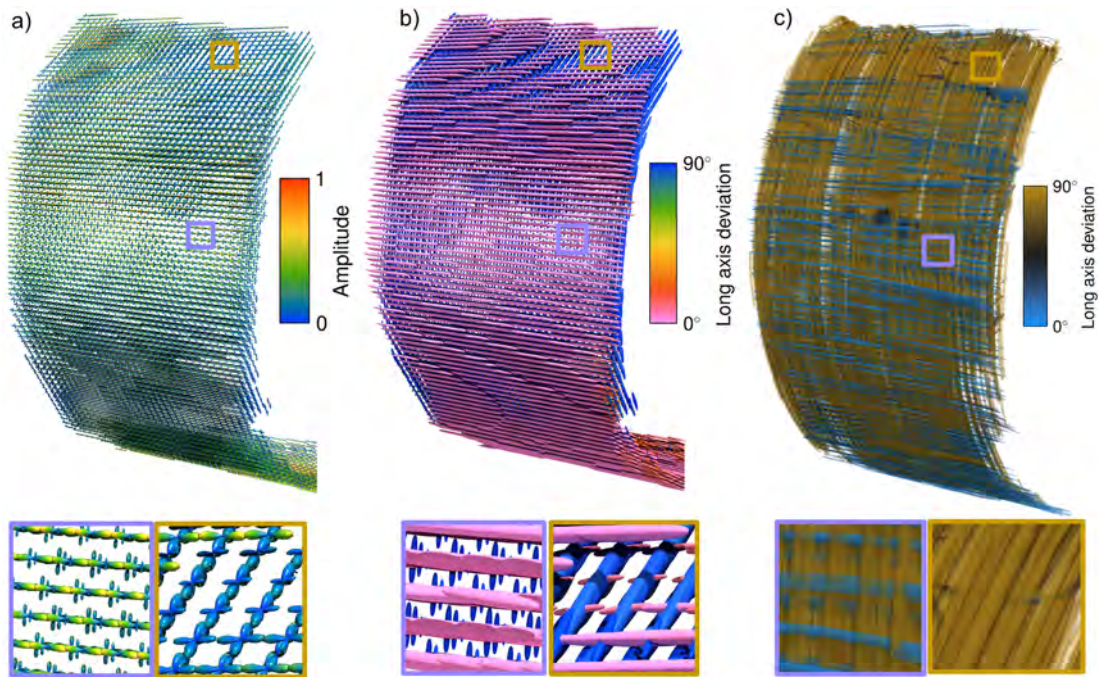 a)
b)
c)
1
Amplitude
0
90°
Long axis deviation
0°
90°
Long axis deviation
0°